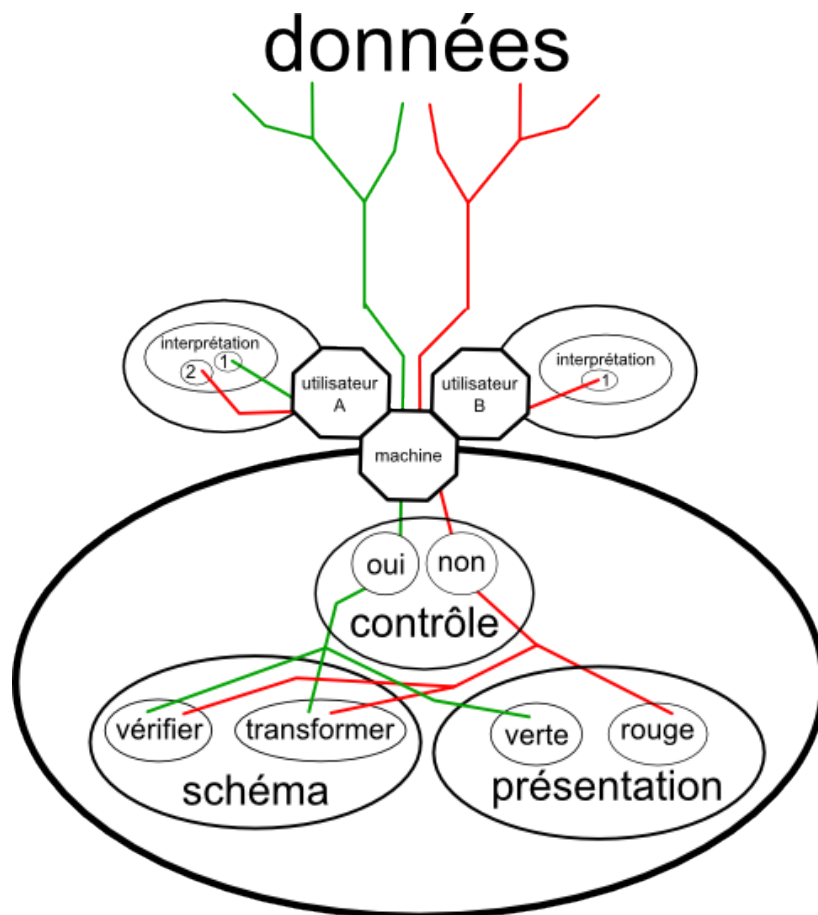 données
interprétation
1
2
utilisateur
A
utilisateur
B
interprétation
1
machine
oui
non
contrôle
vérifier
transformer
schéma
verte
rouge
présentation